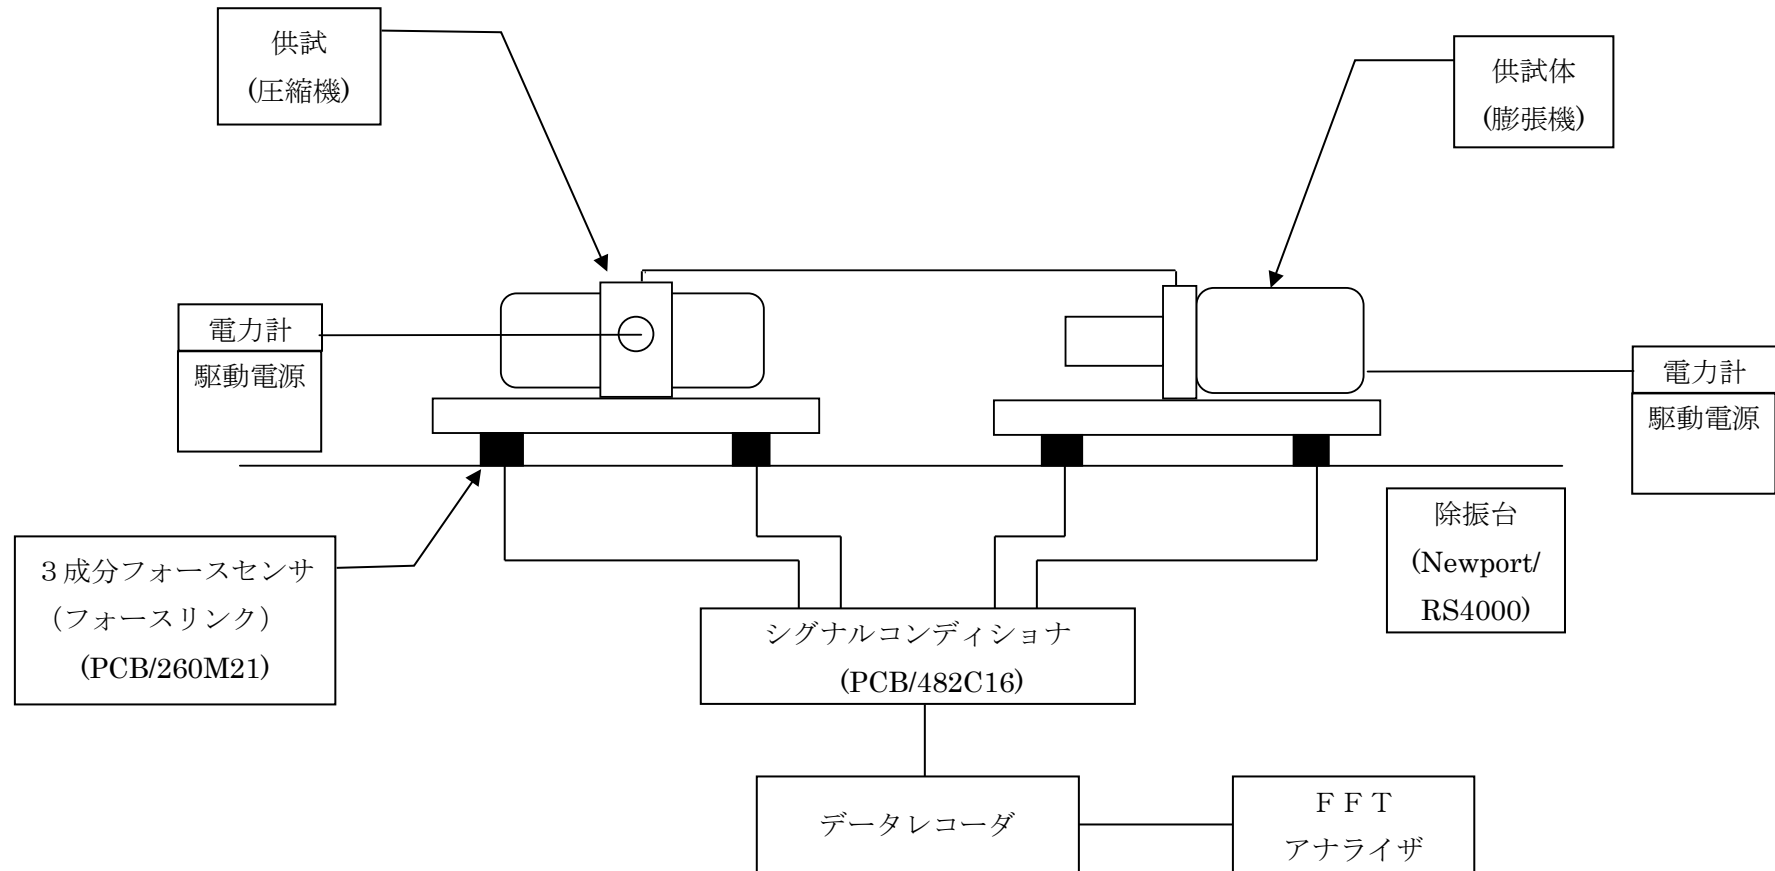 供試
(圧縮機)
供試体
(膨張機)
電力計
駆動電源
電力計
駆動電源
除振台
(Newport/
RS4000)
３成分フォースセンサ
（フォースリンク）
(PCB/260M21)
シグナルコンディショナ
(PCB/482C16)
データレコーダ
ＦＦＴ
アナライザ